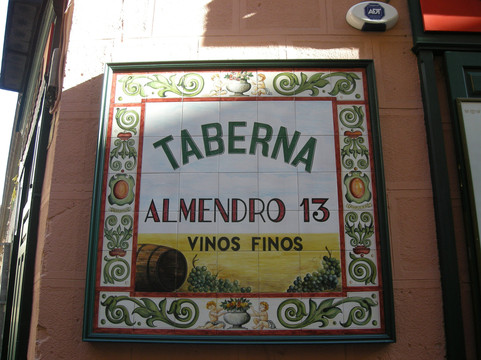 ADT
TABERNA
ALMENDRO 13
VINOS FINOS